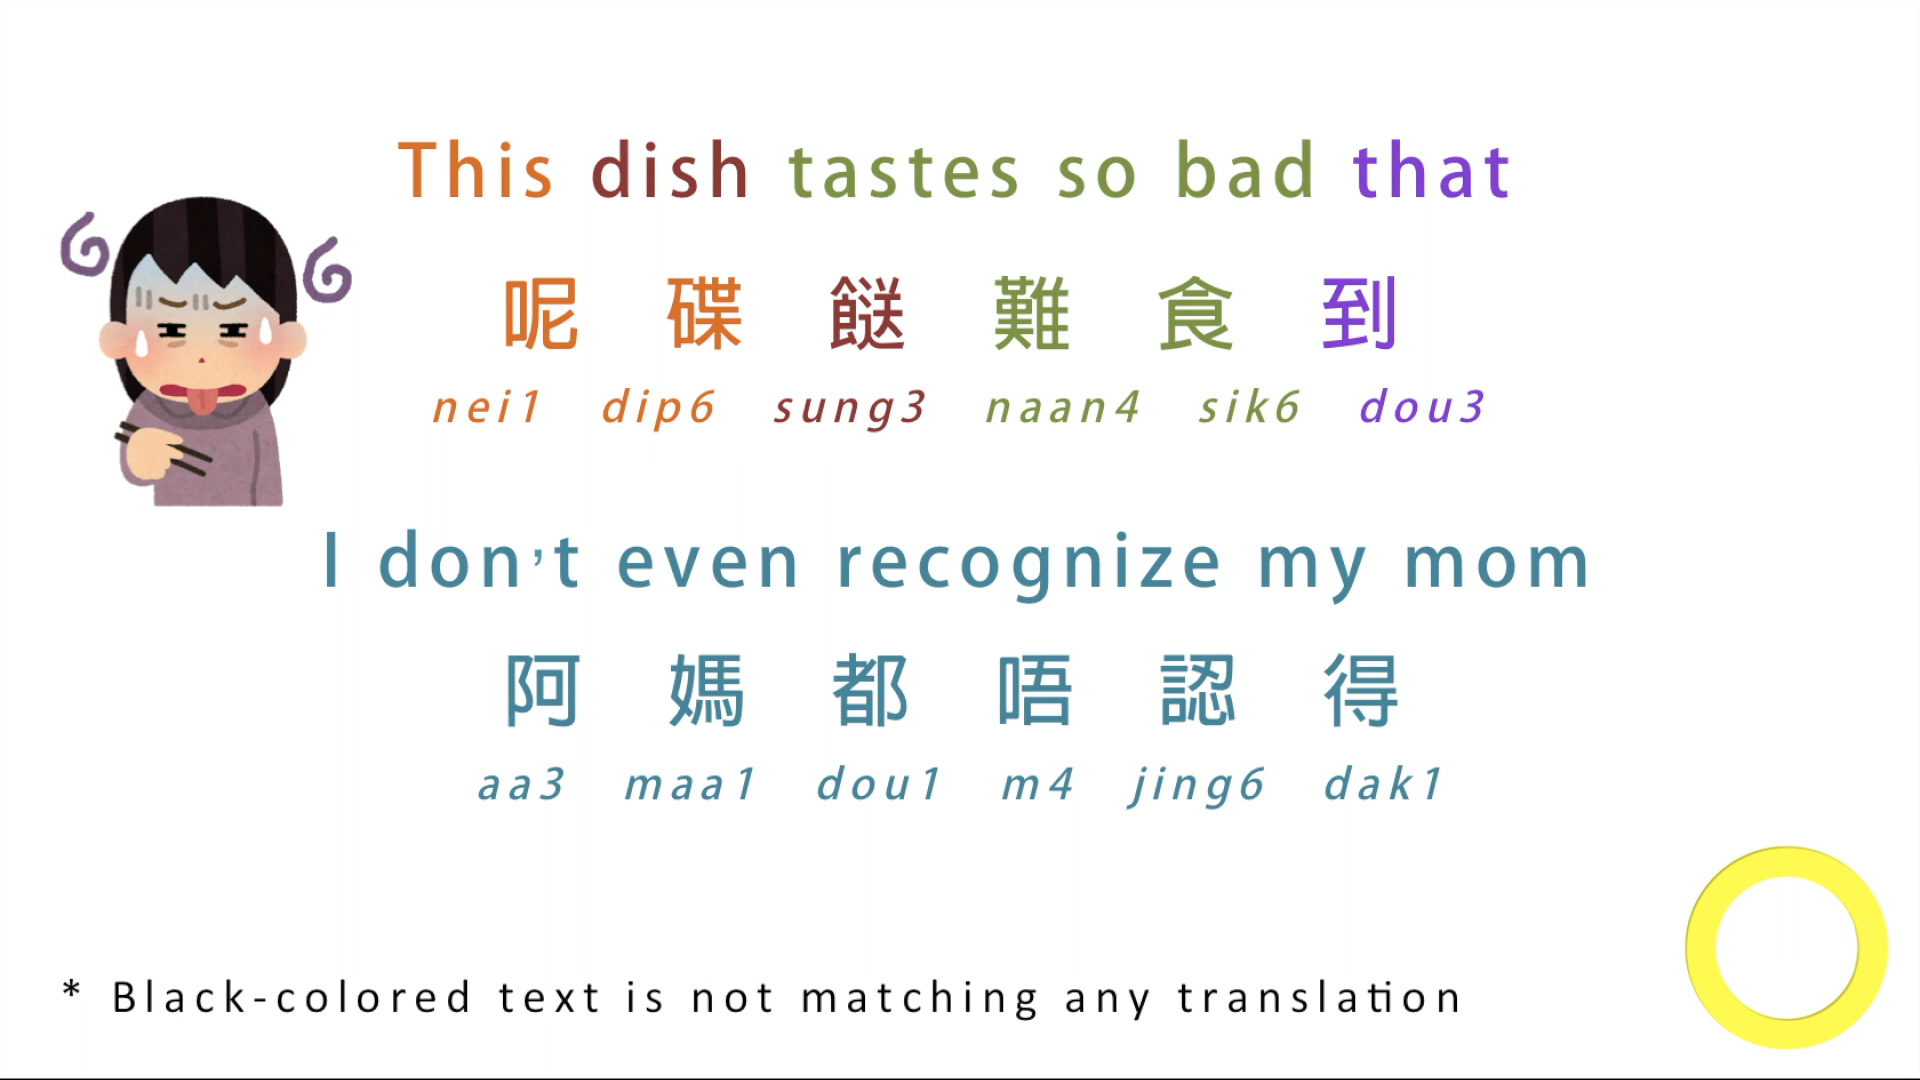 This dish tastes so bad that
呢 碟 餸 難 食 到
nei1 dip6 sung3 naan4 sik6 dou3
I don't even recognize my mom
阿 媽 都 唔 認 得
aa3 maa1 dou1 m4 jing6 dak1
* Black-colored text is not matching any translation